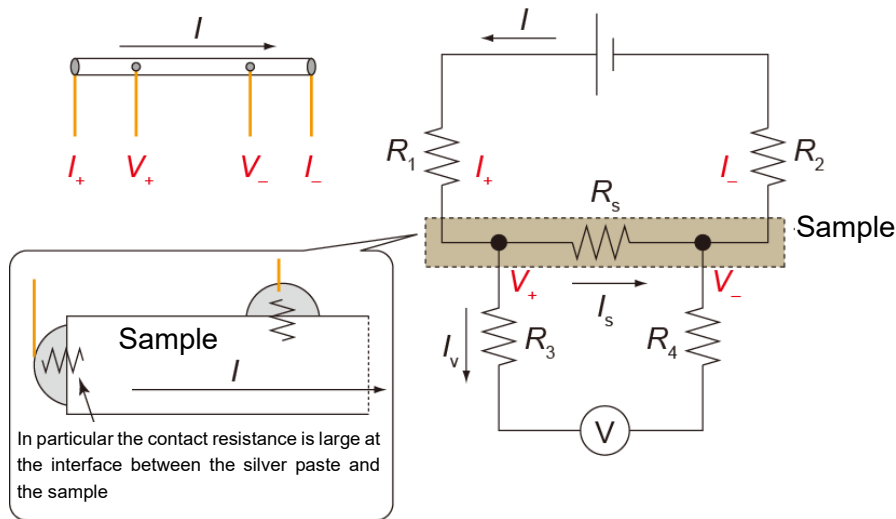 I
I₊ V₊ V₋ I₋
I
R₁ I₊ I₋ R₂
Rₛ
Sample
V₊ V₋
Iₛ
Iᵥ R₃ R₄
V
Sample
I
In particular the contact resistance is large at
the interface between the silver paste and
the sample